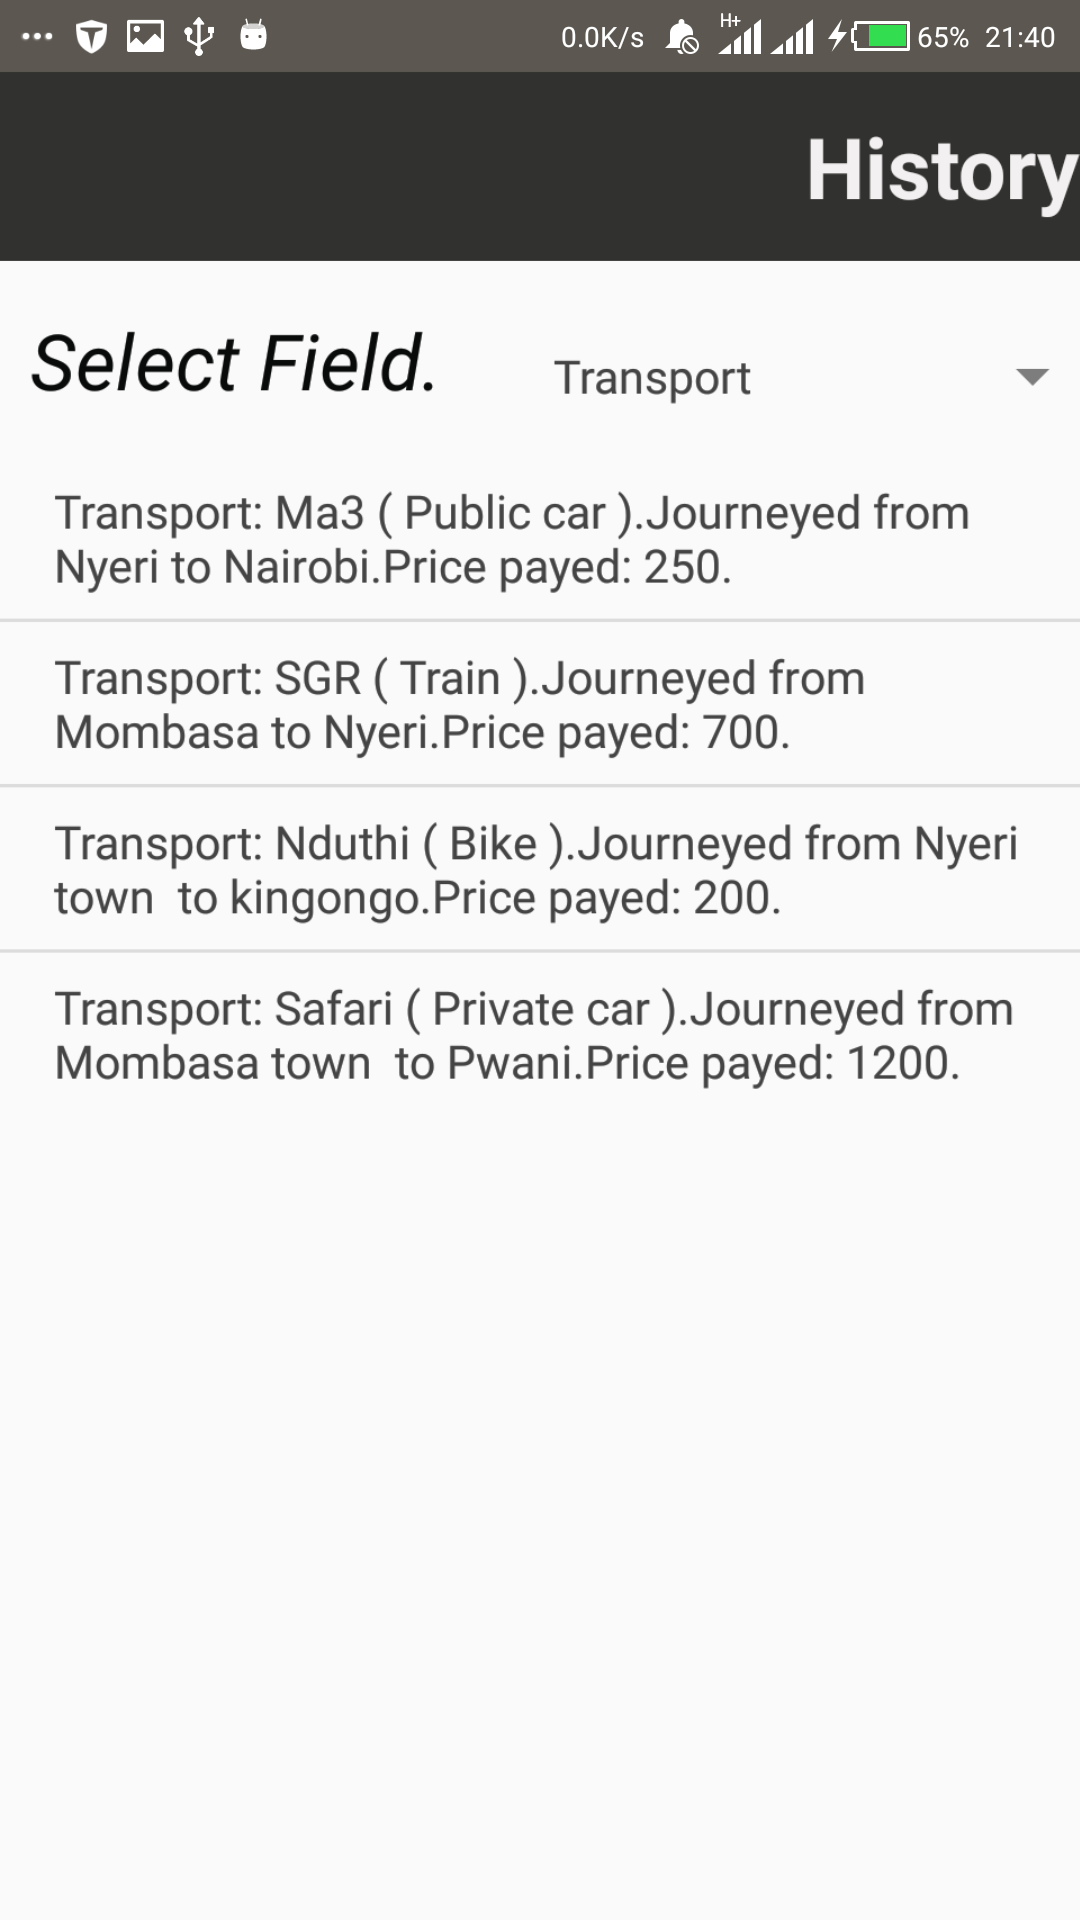 0.0K/s H+ 65% 21:40
History
Select Field.
Transport
Transport: Ma3 ( Public car ).Journeyed from
Nyeri to Nairobi.Price payed: 250.
Transport: SGR ( Train ).Journeyed from
Mombasa to Nyeri.Price payed: 700.
Transport: Nduthi ( Bike ).Journeyed from Nyeri
town  to kingongo.Price payed: 200.
Transport: Safari ( Private car ).Journeyed from
Mombasa town  to Pwani.Price payed: 1200.